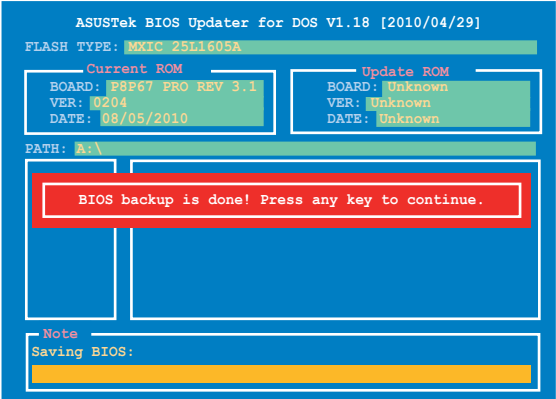 ASUSTek BIOS Updater for DOS V1.18 [2010/04/29]
FLASH TYPE: MXIC 25L1605A
Current ROM
BOARD: P8P67 PRO REV 3.1
VER: 0204
DATE: 08/05/2010
Update ROM
BOARD: Unknown
VER: Unknown
DATE: Unknown
PATH: A:\
BIOS backup is done! Press any key to continue.
Note
Saving BIOS: